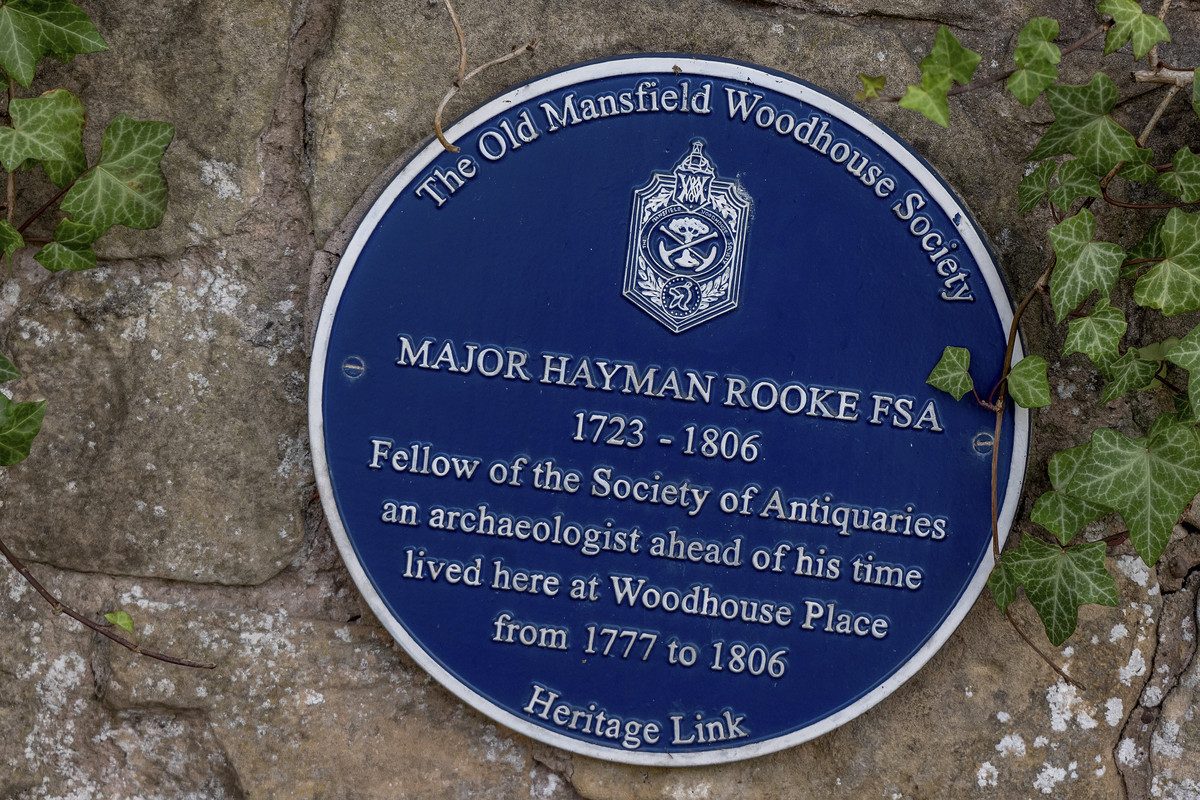 The Old Mansfield Woodhouse Society
MAJOR HAYMAN ROOKE FSA
1723 - 1806
Fellow of the Society of Antiquaries
an archaeologist ahead of his time
lived here at Woodhouse Place
from 1777 to 1806
Heritage Link